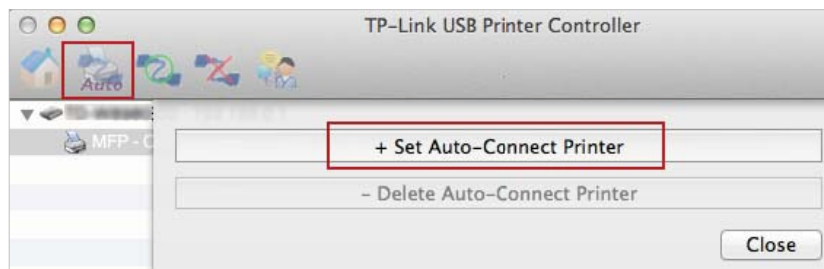 TP-Link USB Printer Controller
Auto
MFP - C
+ Set Auto-Connect Printer
- Delete Auto-Connect Printer
Close